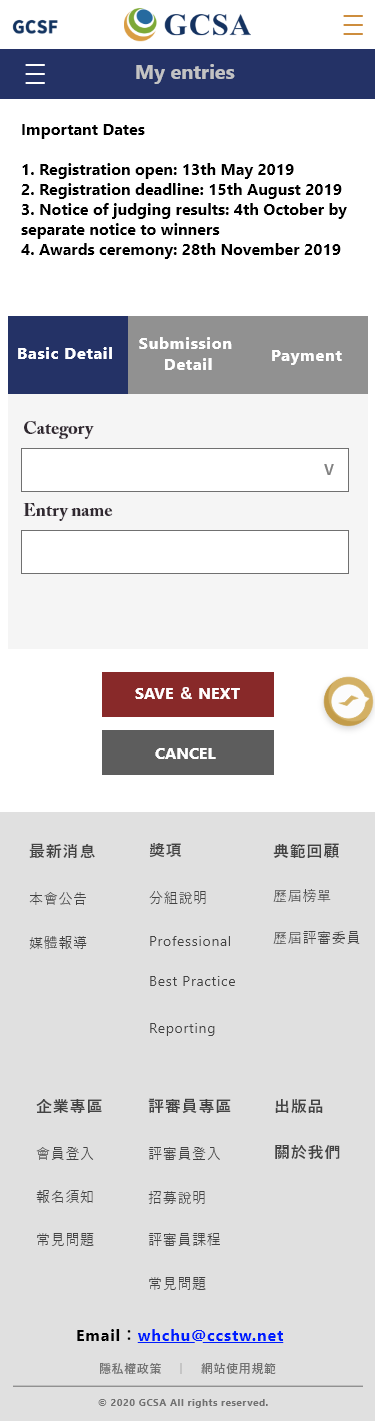 GCSF
GCSA
My entries
Important Dates
1. Registration open: 13th May 2019
2. Registration deadline: 15th August 2019
3. Notice of judging results: 4th October by
separate notice to winners
4. Awards ceremony: 28th November 2019
Basic Detail
Submission
Detail
Payment
Category
V
Entry name
SAVE & NEXT
CANCEL
最新消息
本會公告
媒體報導
獎項
分組說明
Professional
Best Practice
Reporting
典範回顧
歷屆榜單
歷屆評審委員
企業專區
會員登入
報名須知
常見問題
評審員專區
評審員登入
招募說明
評審員課程
常見問題
出版品
關於我們
Email：whchu@ccstw.net
隱私權政策 | 網站使用規範
© 2020 GCSA All rights reserved.